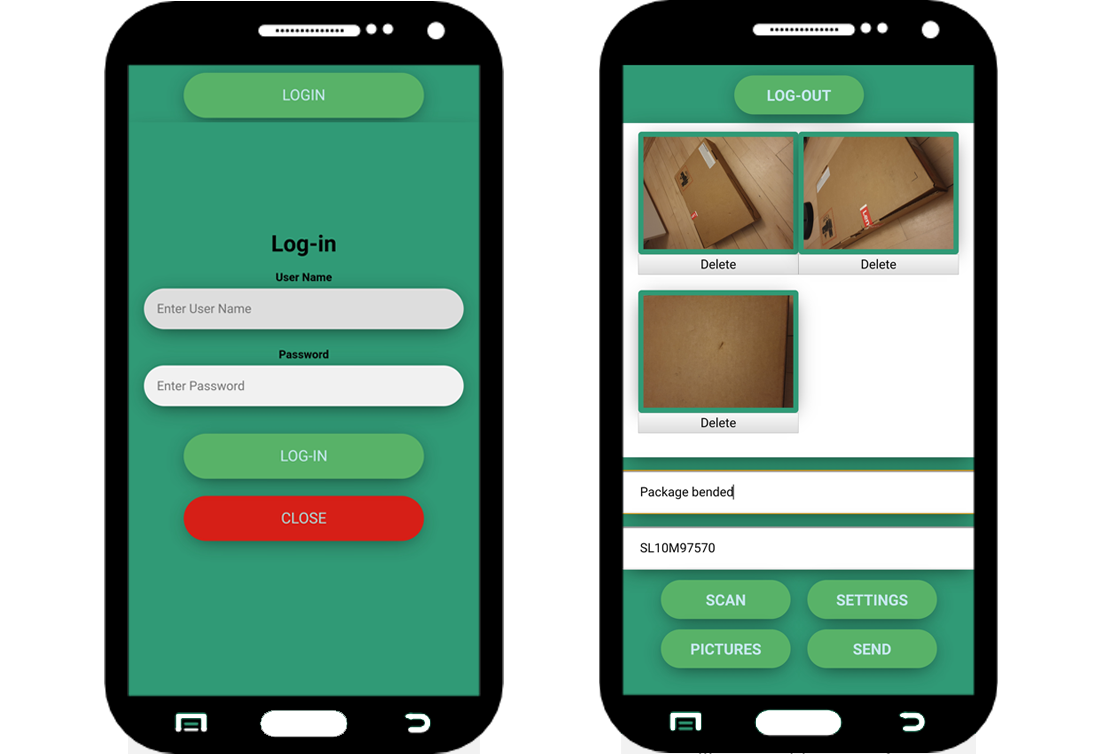 LOGIN
Log-in
User Name
Enter User Name
Password
Enter Password
LOG-IN
CLOSE
LOG-OUT
Delete
Delete
Delete
Package bended
SL10M97570
SCAN
SETTINGS
PICTURES
SEND